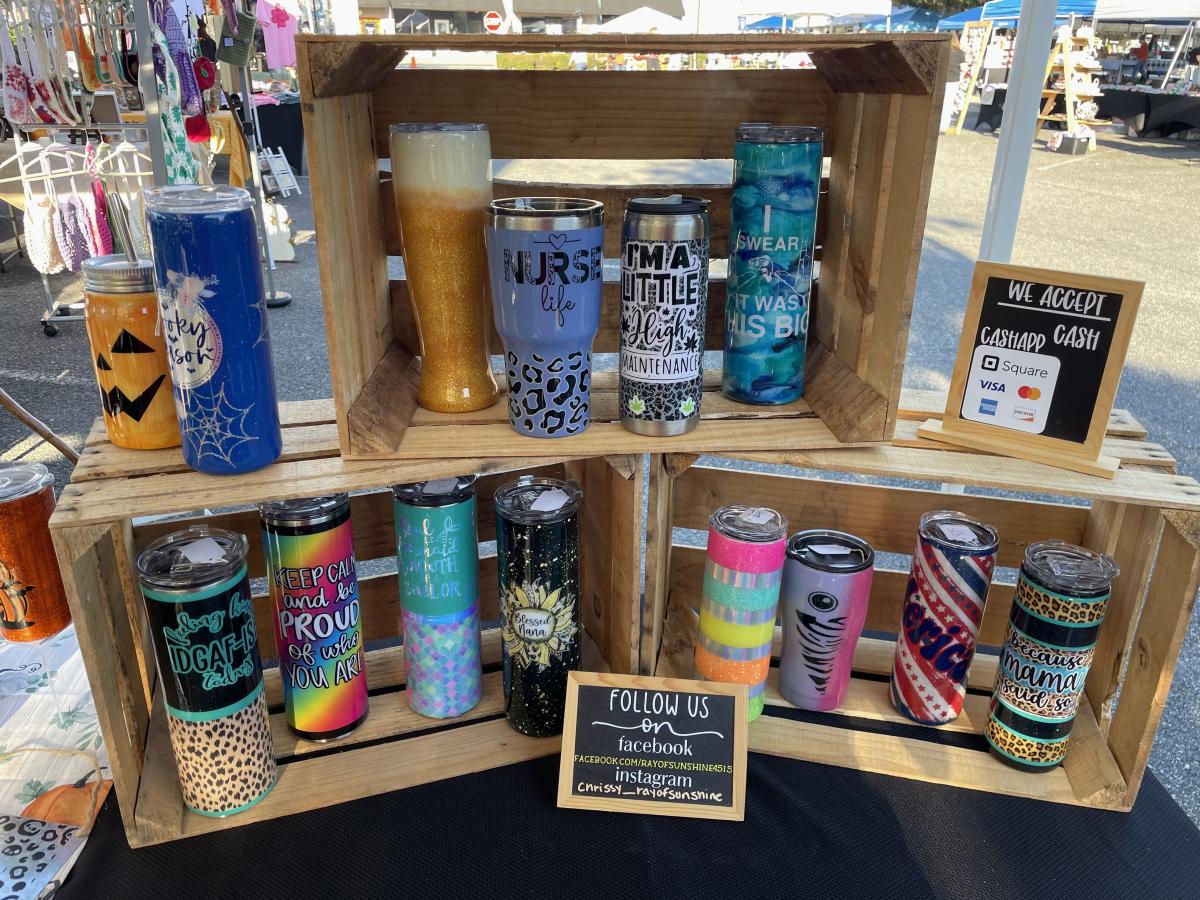 NURSE
life
I'M A
LITTLE
High
MAINTENANCE
I
SWEAR
IT WAS
THIS BIG
WE ACCEPT
CASHAPP CASH
Square
VISA
DISCOVER
KEEP CALM
and be
PROUD
of who
YOU ARE
Blessed
Nana
because
MAMA
said so
FOLLOW US
on
facebook
FACEBOOK.COM/RAYOFSUNSHINE4515
instagram
chrissy_rayofsunshine